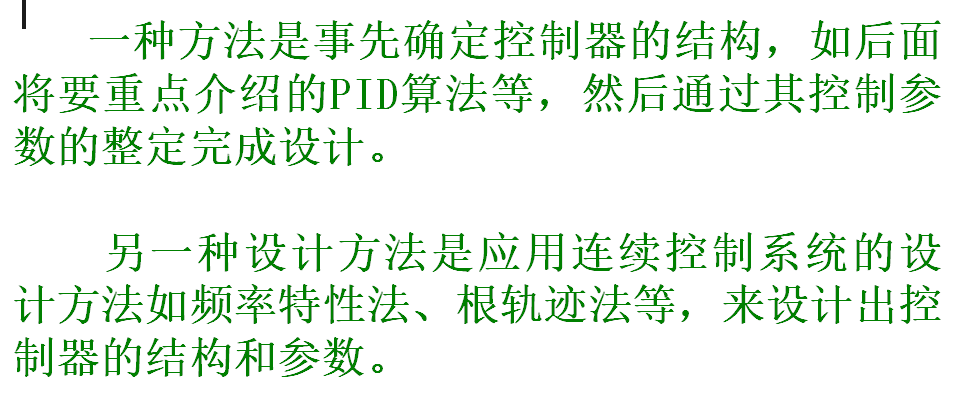 一种方法是事先确定控制器的结构，如后面
将要重点介绍的PID算法等，然后通过其控制参
数的整定完成设计。
另一种设计方法是应用连续控制系统的设
计方法如频率特性法、根轨迹法等，来设计出控
制器的结构和参数。